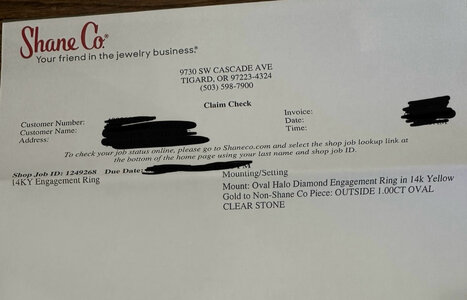 Shane Co.®
Your friend in the jewelry business.®
9730 SW CASCADE AVE
TIGARD, OR 97223-4324
(503) 598-7900
Claim Check
Customer Number:
Customer Name:
Address:
Invoice:
Date:
Time:
To check your job status online, please go to Shaneco.com and select the shop job lookup link at
the bottom of the home page using your last name and shop job ID.
Shop Job ID: 1249268 Due Date:
14KY Engagement Ring
Mounting/Setting
Mount: Oval Halo Diamond Engagement Ring in 14k Yellow
Gold to Non-Shane Co Piece: OUTSIDE 1.00CT OVAL
CLEAR STONE